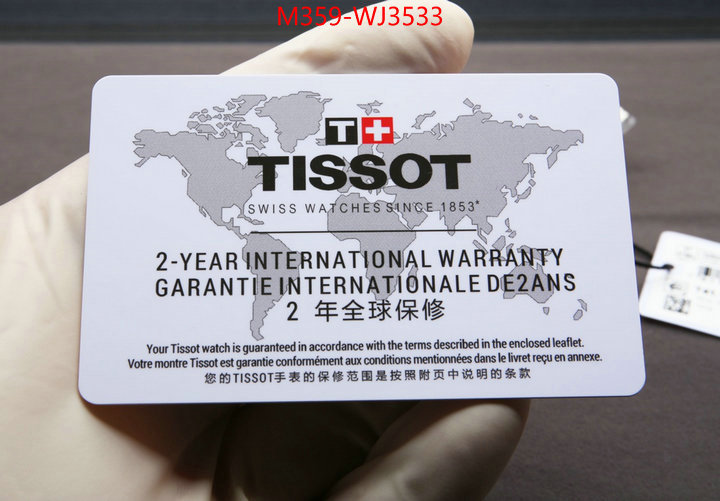 M359-WJ3533
T+
TISSOT
SWISS WATCHES SINCE 1853*
2-YEAR INTERNATIONAL WARRANTY
GARANTIE INTERNATIONALE DE2ANS
2 年全球保修
Your Tissot watch is guaranteed in accordance with the terms described in the enclosed leaflet.
Votre montre Tissot est garantie conformément aux conditions mentionnées dans le livret reçu en annexe.
您的TISSOT手表的保修范围是按照附页中说明的条款